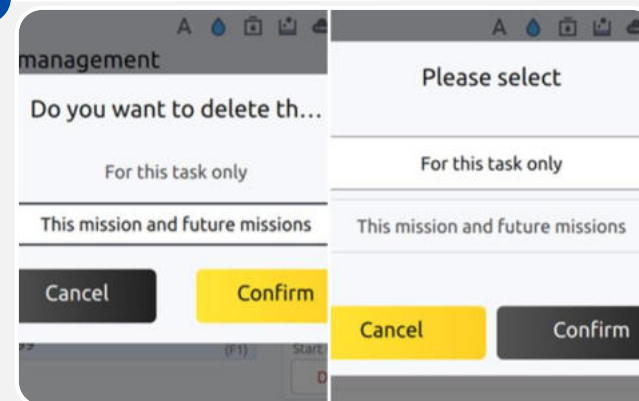 A
A
management
Do you want to delete th...
For this task only
This mission and future missions
Cancel
Confirm
(F1)
Start
D
Please select
For this task only
This mission and future missions
Cancel
Confirm